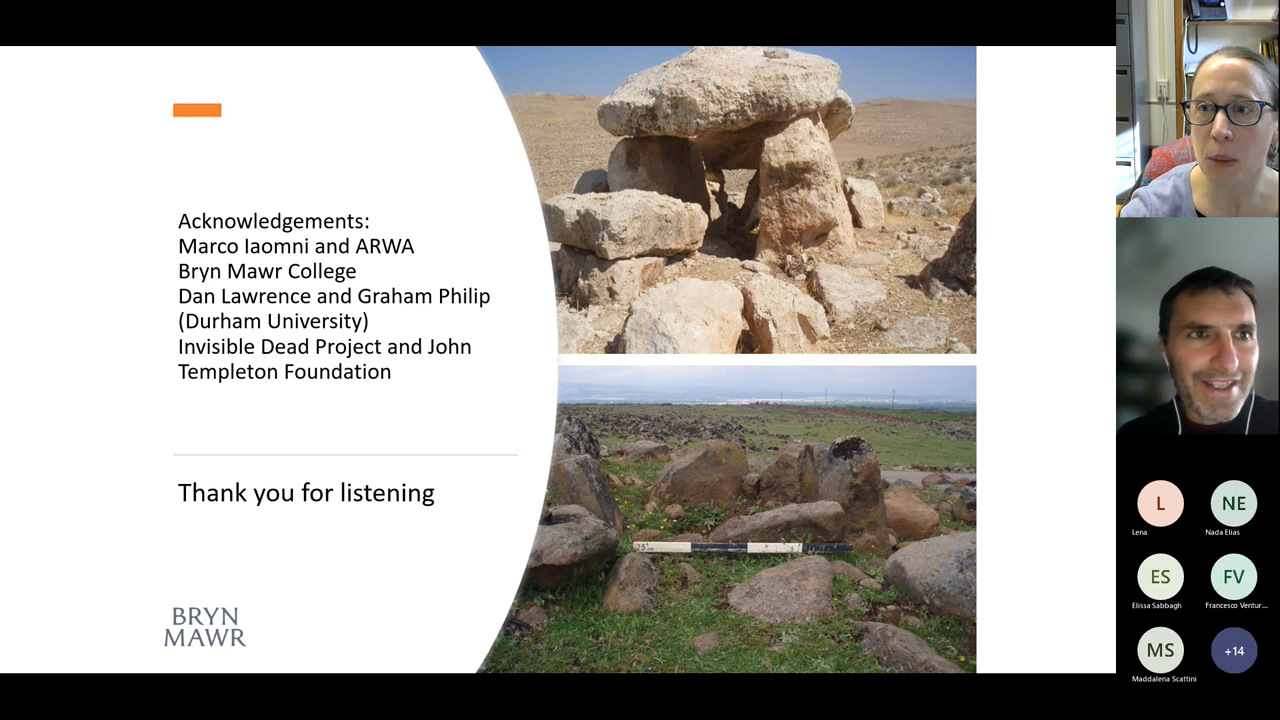 Acknowledgements:
Marco Iaomni and ARWA
Bryn Mawr College
Dan Lawrence and Graham Philip
(Durham University)
Invisible Dead Project and John
Templeton Foundation
Thank you for listening
BRYN
MAWR
25
L
Lena
NE
Nada Elias
ES
Elissa Sabbagh
FV
Francesco Ventur...
MS
Maddalena Scattini
+14